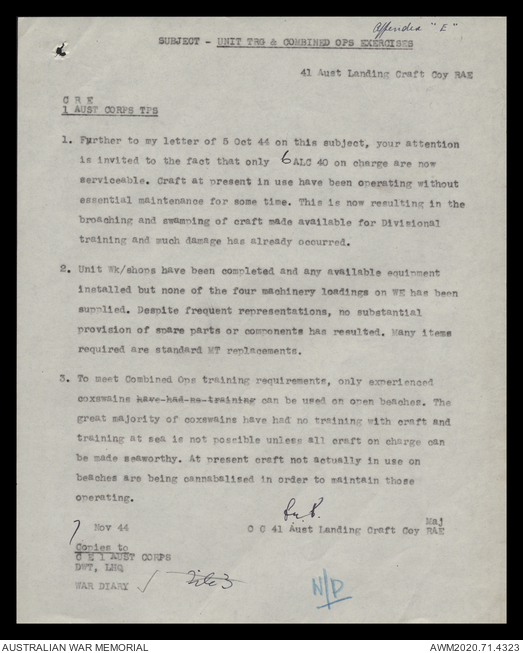 Appendix "E"
SUBJECT - UNIT TRG & COMBINED OPS EXERCISES
41 Aust Landing Craft Coy RAE
C R E
1 AUST CORPS TPS
1. Further to my letter of 5 Oct 44 on this subject, your attention
is invited to the fact that only 6 ALC 40 on charge are now
serviceable. Craft at present in use have been operating without
essential maintenance for some time. This is now resulting in the
broaching and swamping of craft made available for Divisional
training and much damage has already occurred.
2. Unit Wk/shops have been completed and any available equipment
installed but none of the four machinery loadings on WE has been
supplied. Despite frequent representations, no substantial
provision of spare parts or components has resulted. Many items
required are standard MT replacements.
3. To meet Combined Ops training requirements, only experienced
coxswains have had no training can be used on open beaches. The
great majority of coxswains have had no training with craft and
training at sea is not possible unless all craft on charge can
be made seaworthy. At present craft not actually in use on
beaches are being cannabalised in order to maintain those
operating.
Maj
7 Nov 44 O C 41 Aust Landing Craft Coy RAE
Copies to
C E 1 AUST CORPS
DWT, LHQ
WAR DIARY
N/D
AUSTRALIAN WAR MEMORIAL AWM2020.71.4323